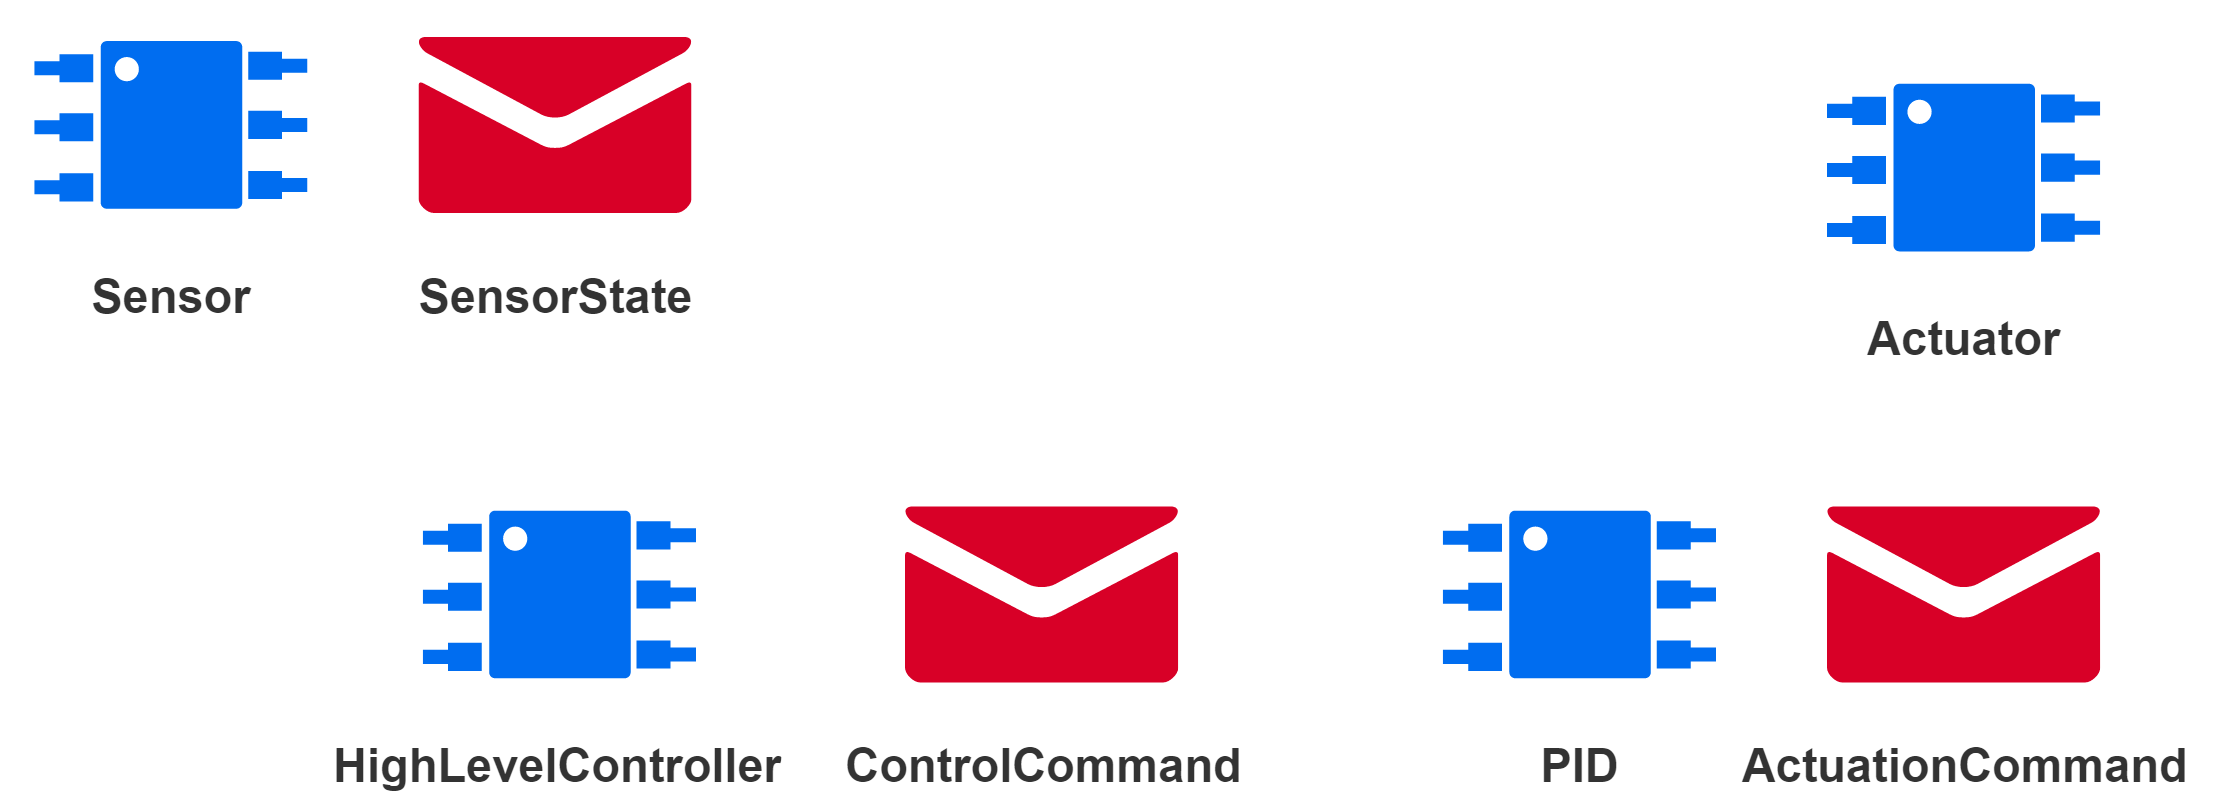 Sensor
SensorState
Actuator
HighLevelController
ControlCommand
PID
ActuationCommand